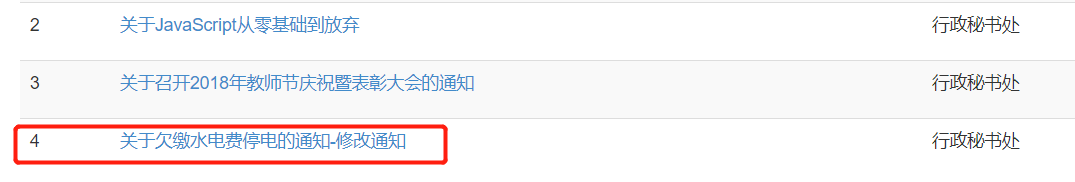 2 关于JavaScript从零基础到放弃 行政秘书处
3 关于召开2018年教师节庆祝暨表彰大会的通知 行政秘书处
4 关于欠缴水电费停电的通知-修改通知 行政秘书处